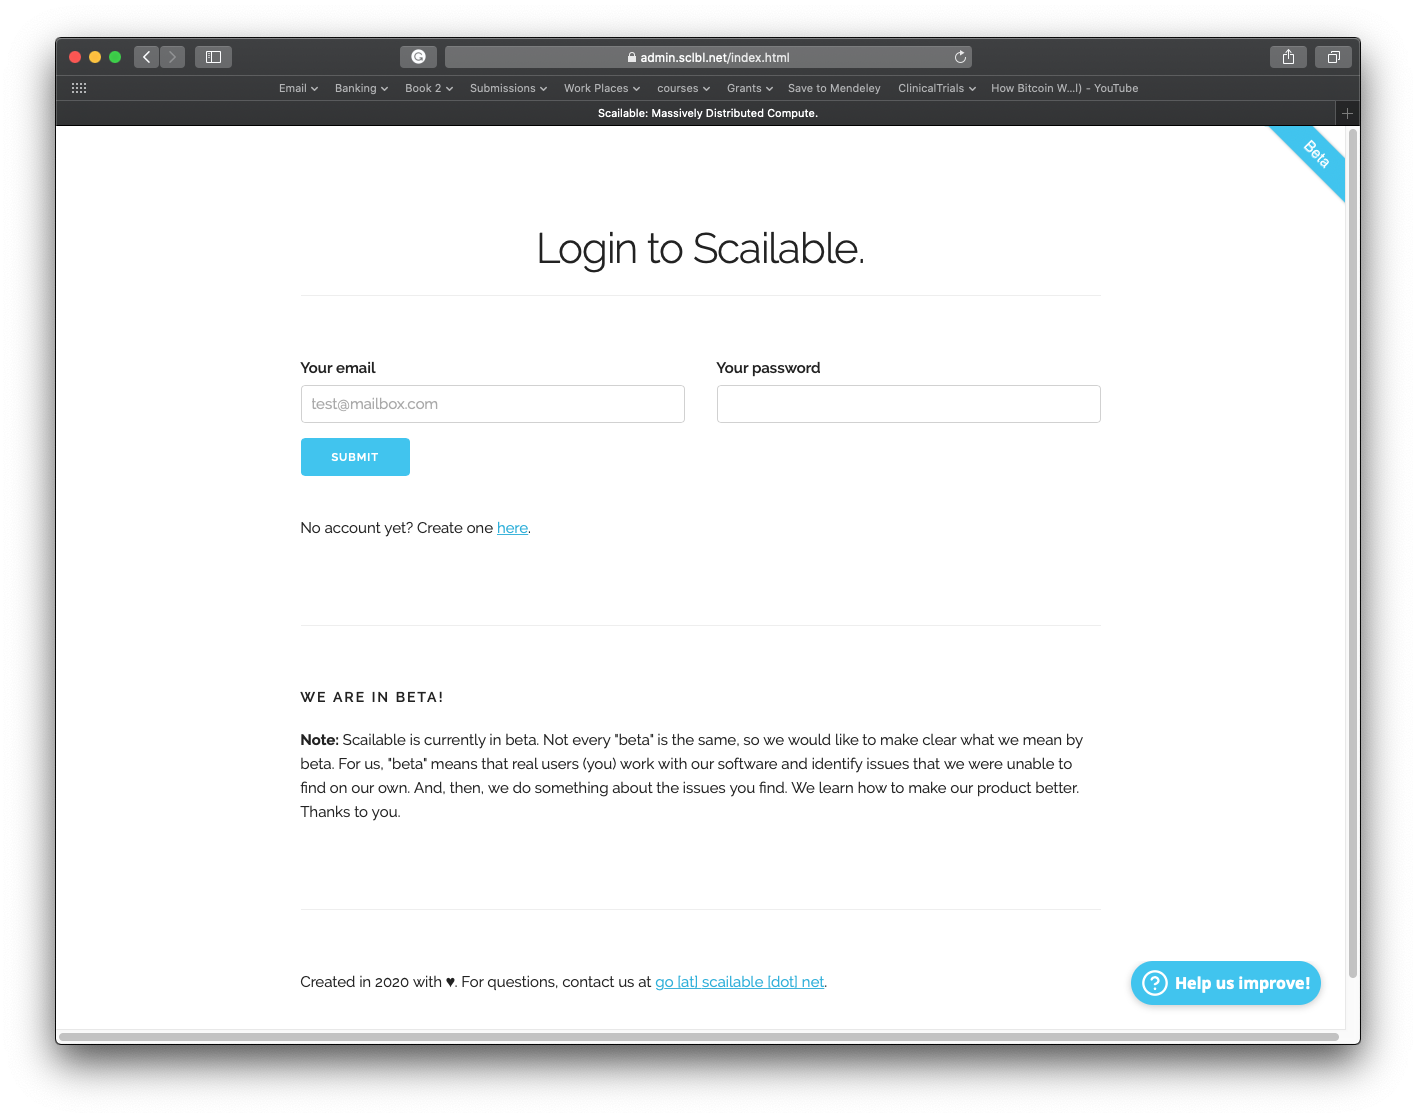 admin.sclbl.net/index.html
Email Banking Book 2 Submissions Work Places courses Grants Save to Mendeley ClinicalTrials How Bitcoin W...l) - YouTube
Scailable: Massively Distributed Compute.
Beta
Login to Scailable.
Your email Your password
test@mailbox.com
SUBMIT
No account yet? Create one here.
WE ARE IN BETA!
Note: Scailable is currently in beta. Not every "beta" is the same, so we would like to make clear what we mean by
beta. For us, "beta" means that real users (you) work with our software and identify issues that we were unable to
find on our own. And, then, we do something about the issues you find. We learn how to make our product better.
Thanks to you.
Created in 2020 with ♥. For questions, contact us at go [at] scailable [dot] net.
Help us improve!